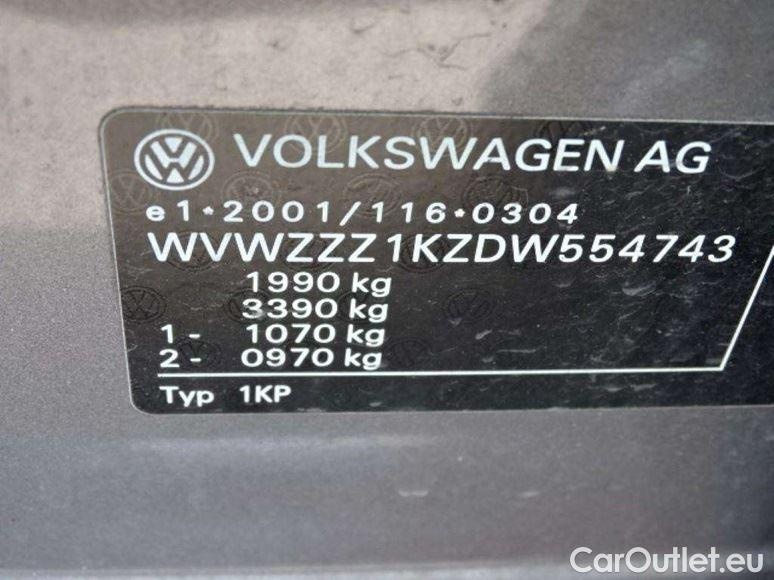 VOLKSWAGEN AG
e1*2001/116*0304
WVWZZZ1KZDW554743
1990 kg
3390 kg
1 - 1070 kg
2 - 0970 kg
Typ 1KP
CarOutlet.eu